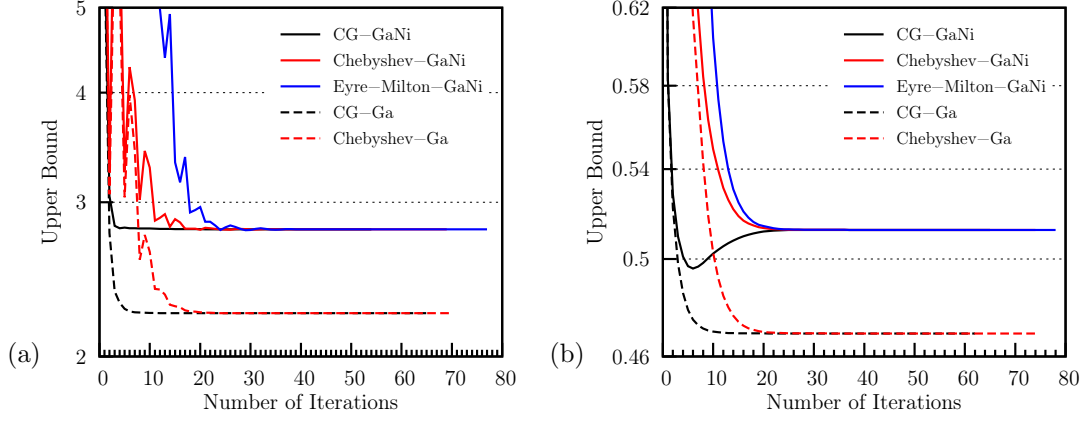 5
4
3
2
Upper Bound
CG−GaNi
Chebyshev−GaNi
Eyre−Milton−GaNi
CG−Ga
Chebyshev−Ga
0 10 20 30 40 50 60 70 80
Number of Iterations
(a)
0.62
0.58
0.54
0.5
0.46
Upper Bound
CG−GaNi
Chebyshev−GaNi
Eyre−Milton−GaNi
CG−Ga
Chebyshev−Ga
0 10 20 30 40 50 60 70 80
Number of Iterations
(b)